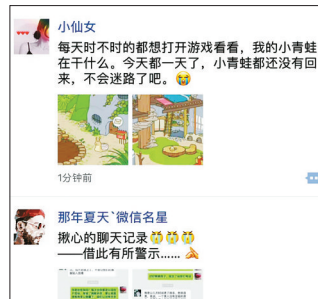 小仙女
每天时不时的都想打开游戏看看，我的小青蛙
在干什么。今天都一天了，小青蛙都还没有回
来，不会迷路了吧。😭
1分钟前
那年夏天`微信名星
揪心的聊天记录
——借此有所警示……